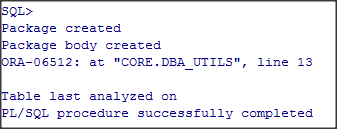 SQL>
Package created
Package body created
ORA-06512: at "CORE.DBA_UTILS", line 13
Table last analyzed on
PL/SQL procedure successfully completed